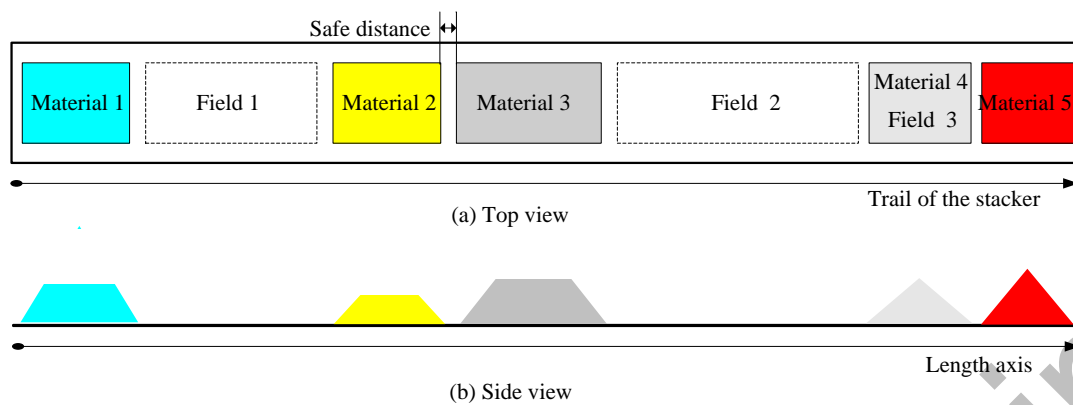 Safe distance
Material 1
Field 1
Material 2
Material 3
Field 2
Material 4
Field 3
Material 5
Trail of the stacker
(a) Top view
Length axis
(b) Side view